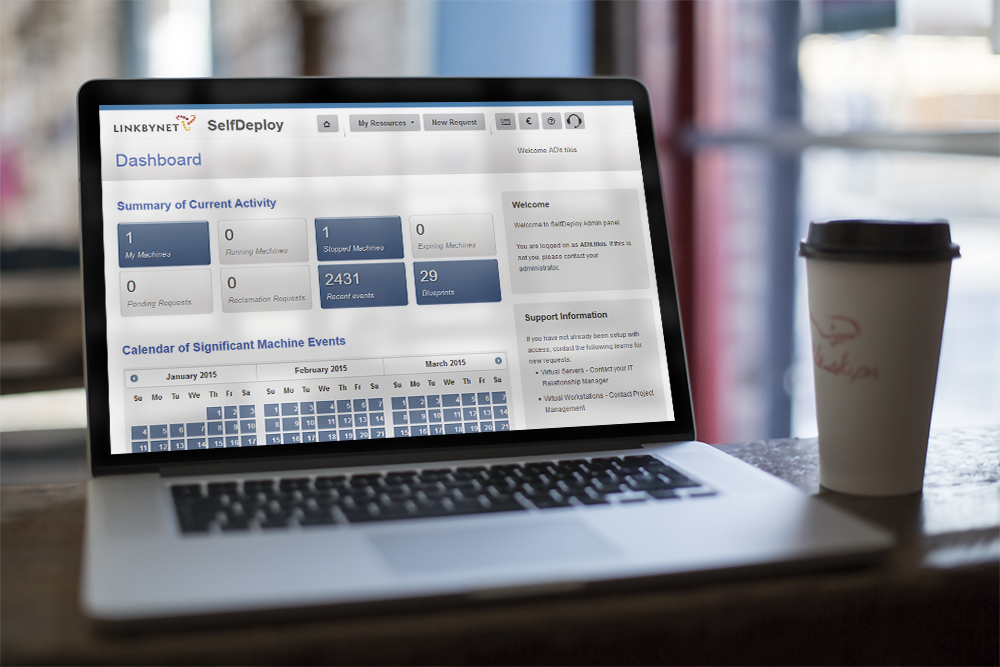 LINKBYNET SelfDeploy My Resources New Request €
Dashboard
Welcome
Summary of Current Activity
1
My Machines
0
Running Machines
1
Stopped Machines
0
Expiring Machines
0
Pending Requests
0
Reclamation Requests
2431
Recent events
29
Blueprints
Calendar of Significant Machine Events
January 2015
Su Mo Tu We Th Fr Sa
1 2 3
4 5 6 7 8 9 10
11 12 13 14 15 16 17
February 2015
Su Mo Tu We Th Fr Sa
1 2 3 4 5 6 7
8 9 10 11 12 13 14
15 16 17 18 19 20 21
March 2015
Su Mo Tu We Th Fr Sa
1 2 3 4 5 6 7
8 9 10 11 12 13 14
15 16 17 18 19 20 21
Welcome
Welcome to SelfDeploy Admin panel.
You are logged on as If this is
not you, please contact your
administrator.
Support Information
If you have not already been setup with
access, contact the following teams for
new requests:
• Virtual Servers - Contact your IT
Relationship Manager
• Virtual Workstations - Contact Project
Management